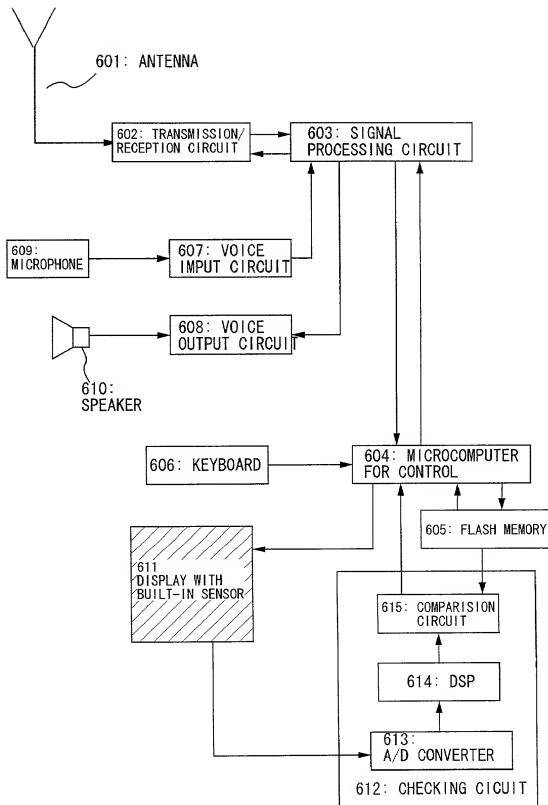 601: ANTENNA
602: TRANSMISSION/
RECEPTION CIRCUIT
603: SIGNAL
PROCESSING CIRCUIT
609:
MICROPHONE
607: VOICE
IMPUT CIRCUIT
608: VOICE
OUTPUT CIRCUIT
610:
SPEAKER
606: KEYBOARD
604: MICROCOMPUTER
FOR CONTROL
605: FLASH MEMORY
611
DISPLAY WITH
BUILT-IN SENSOR
615: COMPARISION
CIRCUIT
614: DSP
613:
A/D CONVERTER
612: CHECKING CICUIT